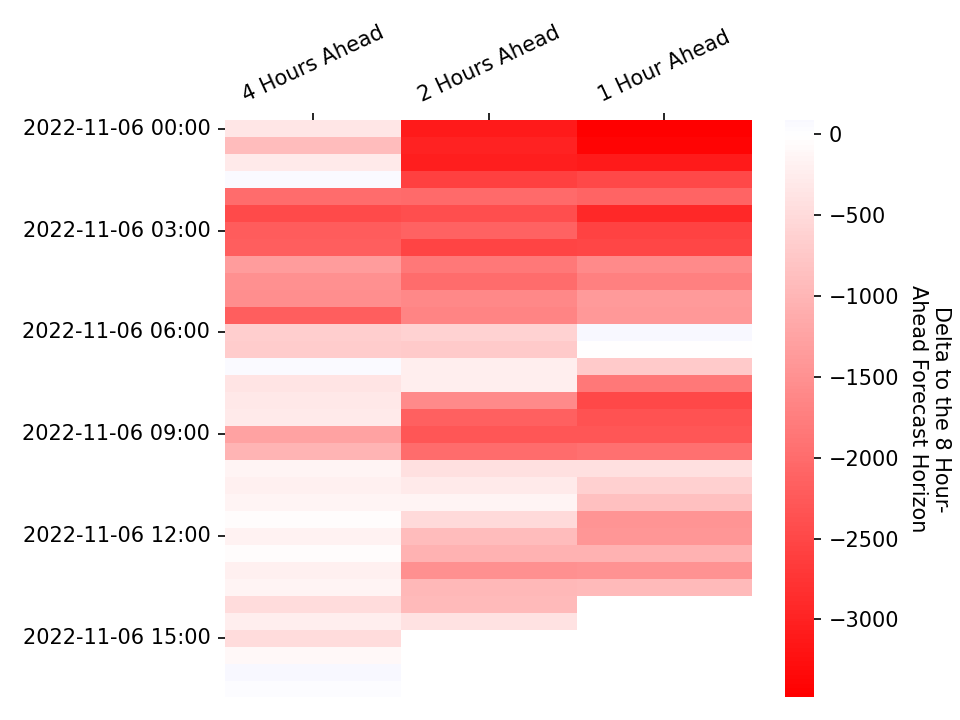 4 Hours Ahead
2 Hours Ahead
1 Hour Ahead
2022-11-06 00:00
2022-11-06 03:00
2022-11-06 06:00
2022-11-06 09:00
2022-11-06 12:00
2022-11-06 15:00
0
−500
−1000
−1500
−2000
−2500
−3000
Delta to the 8 Hour-
Ahead Forecast Horizon